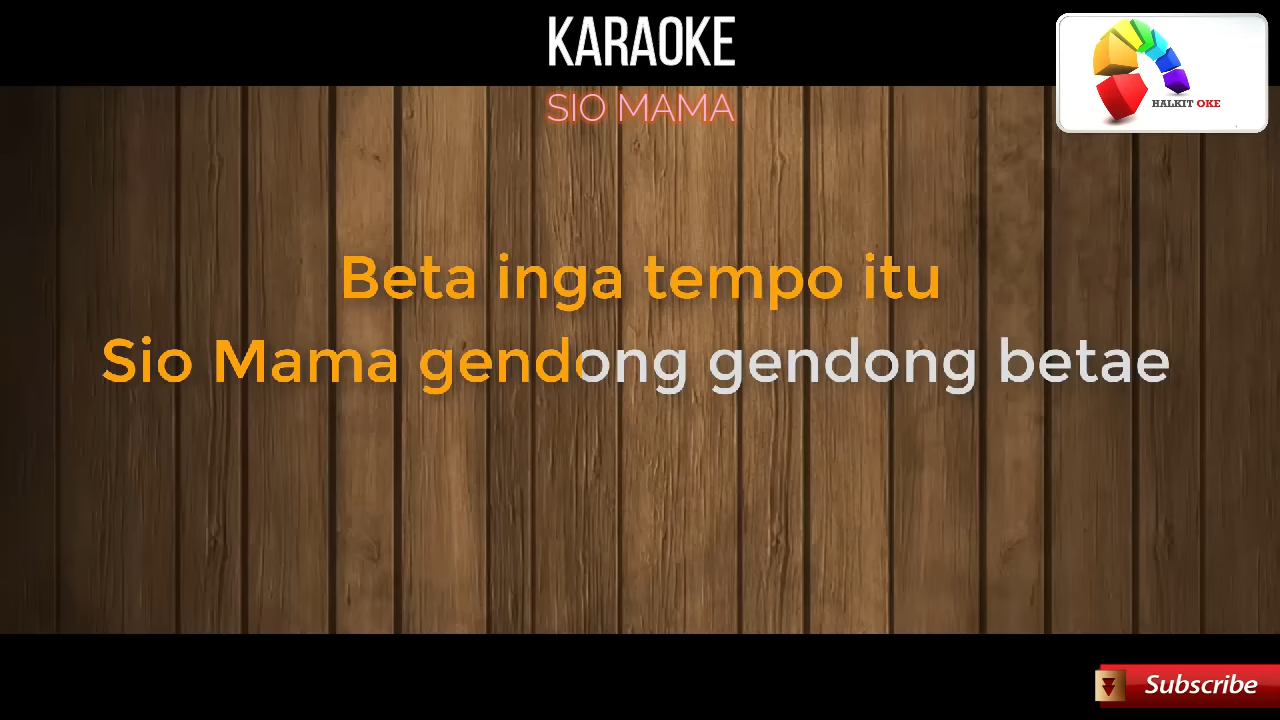 KARAOKE
HALKIT OKE
SIO MAMA
Beta inga tempo itu
Sio Mama gendong gendong betae
Subscribe